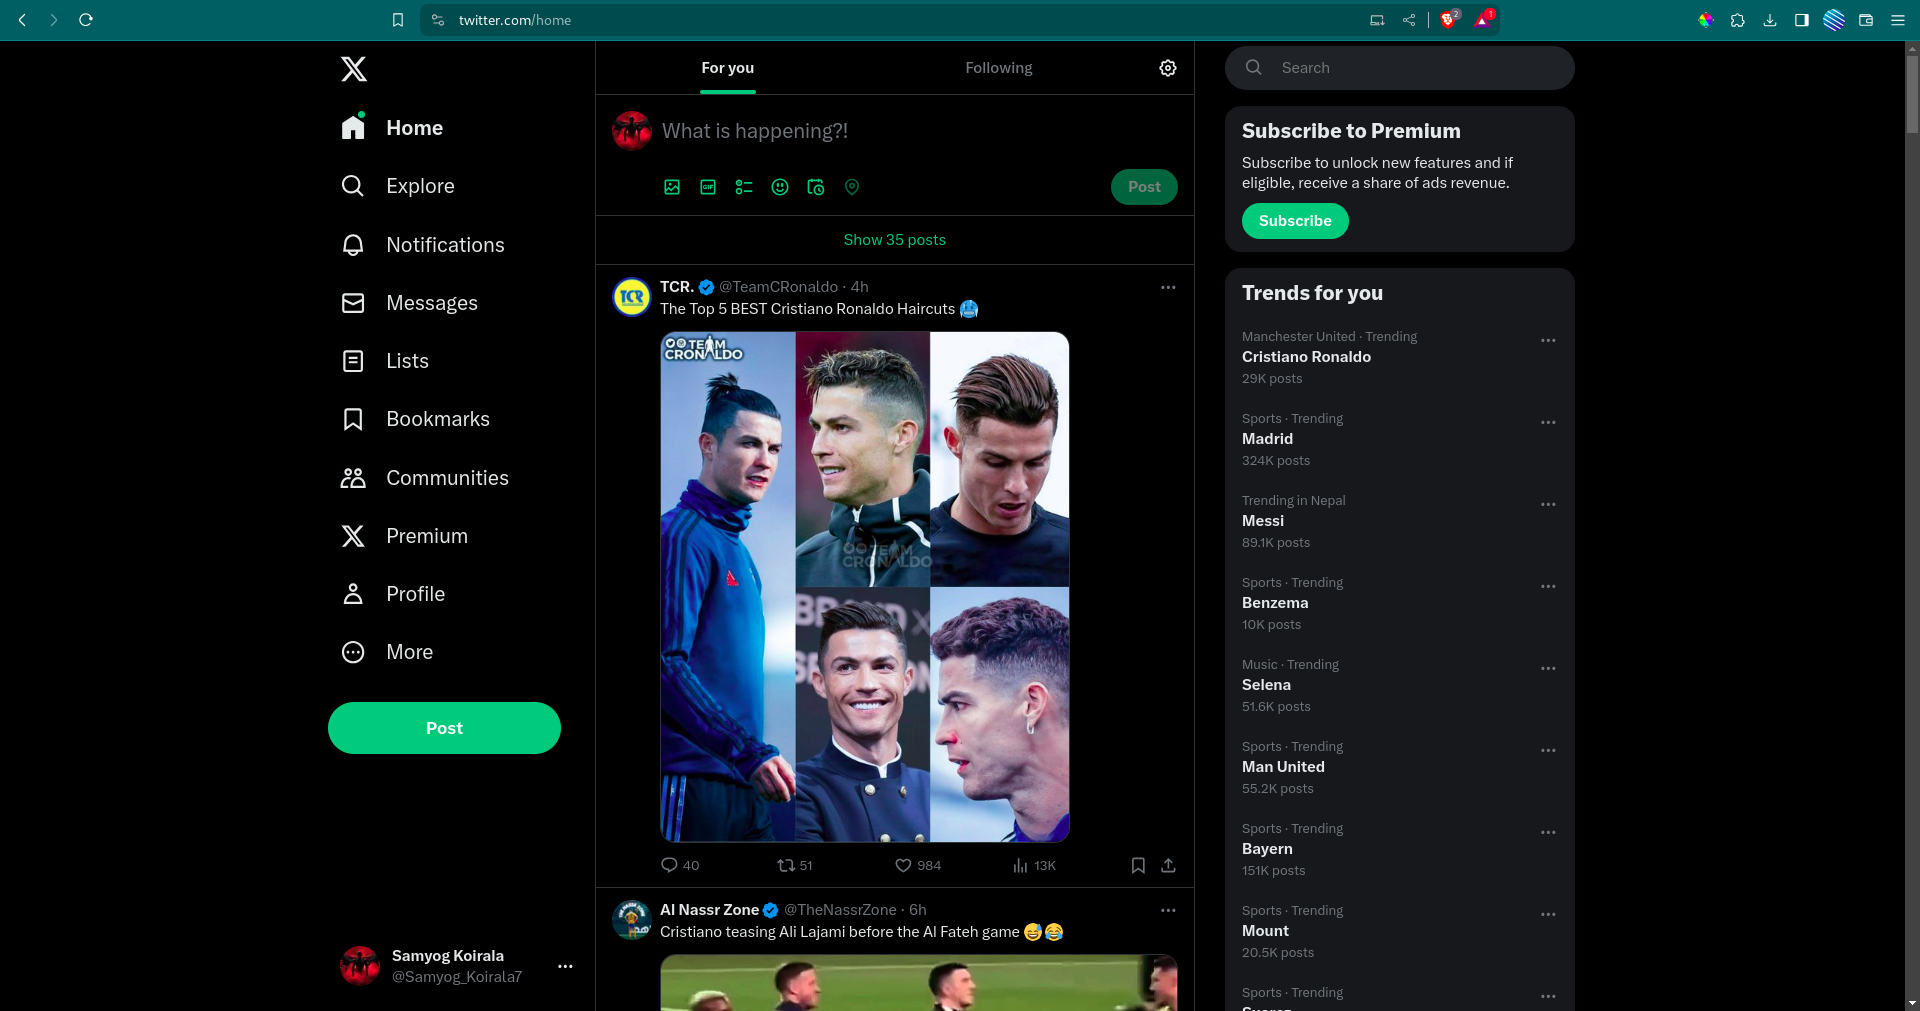 twitter.com/home
2
1
Home
Explore
Notifications
Messages
Lists
Bookmarks
Communities
Premium
Profile
More
Post
Samyog Koirala
@Samyog_Koirala7
For you
Following
What is happening?!
GIF
Post
Show 35 posts
TCR
TCR. @TeamCRonaldo · 4h
The Top 5 BEST Cristiano Ronaldo Haircuts
TEAM
CRONALDO
TEAM
CRONALDO
40
51
984
13K
Al Nassr Zone @TheNassrZone · 6h
Cristiano teasing Ali Lajami before the Al Fateh game
Search
Subscribe to Premium
Subscribe to unlock new features and if
eligible, receive a share of ads revenue.
Subscribe
Trends for you
Manchester United · Trending
Cristiano Ronaldo
29K posts
Sports · Trending
Madrid
324K posts
Trending in Nepal
Messi
89.1K posts
Sports · Trending
Benzema
10K posts
Music · Trending
Selena
51.6K posts
Sports · Trending
Man United
55.2K posts
Sports · Trending
Bayern
151K posts
Sports · Trending
Mount
20.5K posts
Sports · Trending